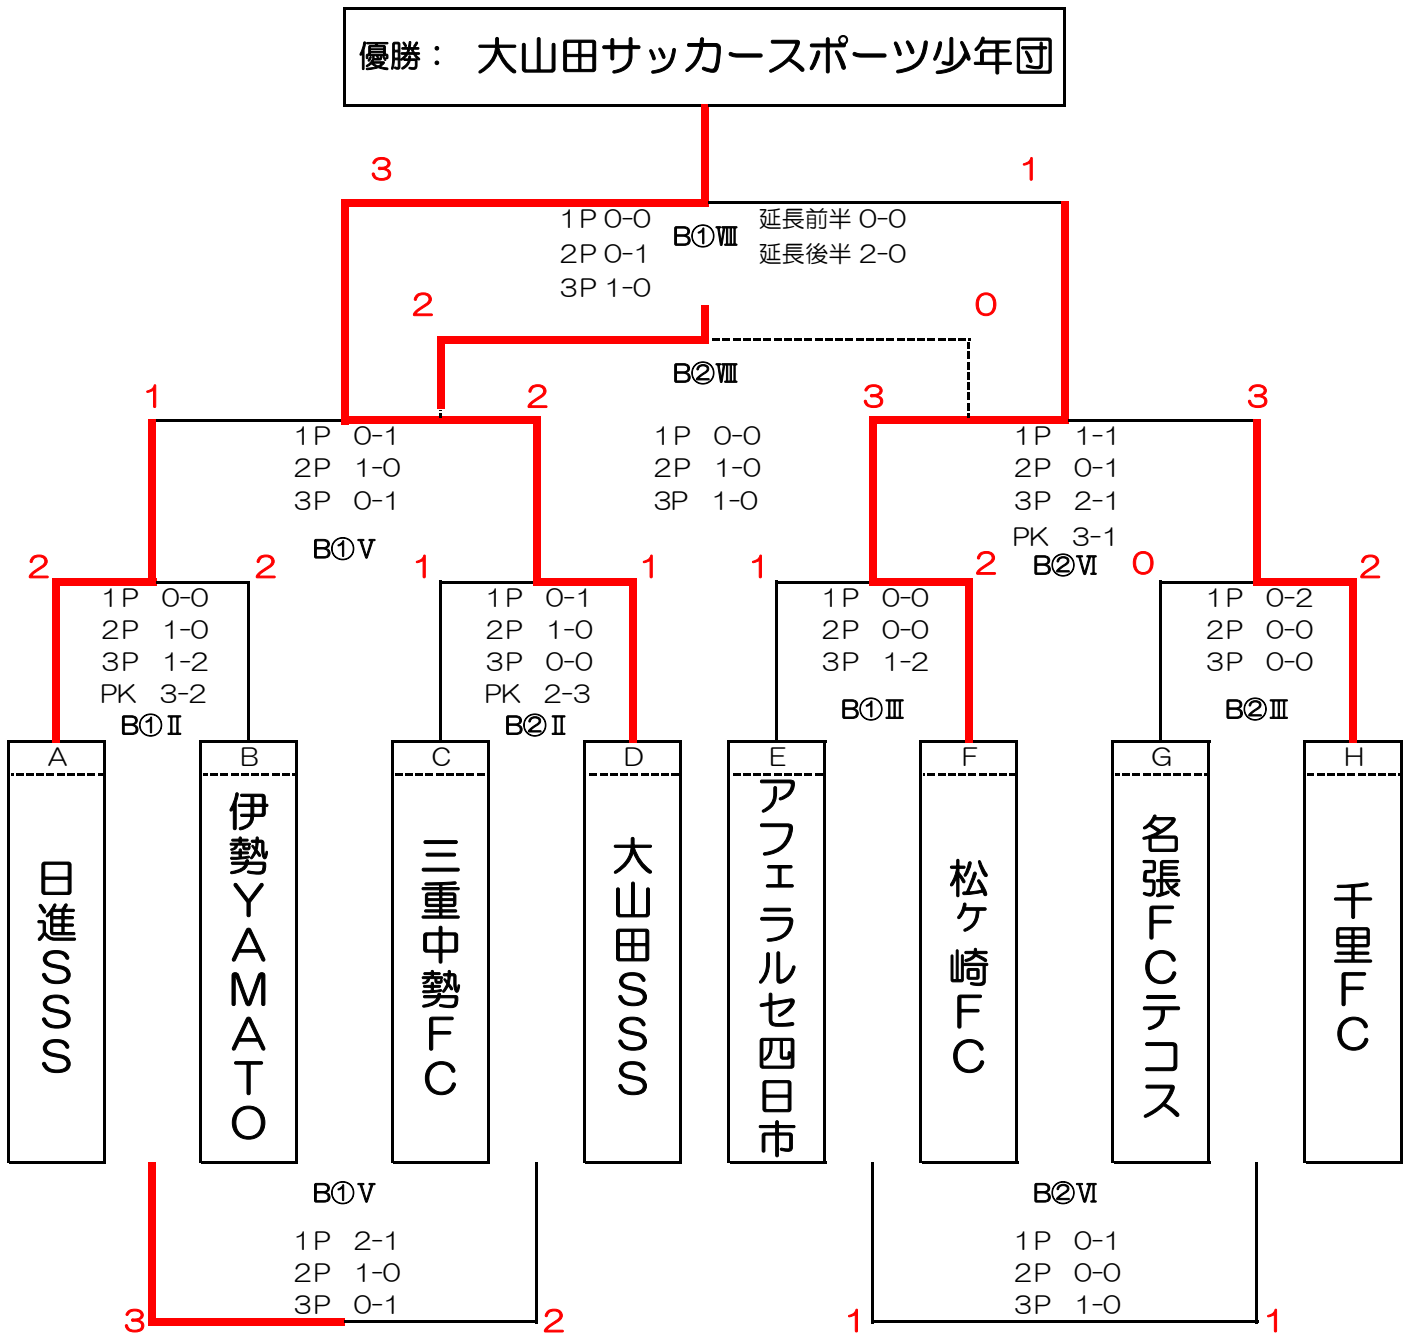 優勝： 大山田サッカースポーツ少年団
3 1
1P 0-0 延長前半 0-0
B①Ⅷ
2P 0-1 延長後半 2-0
3P 1-0
2 0
B②Ⅷ
1 2 3 3
1P 0-1 1P 0-0 1P 1-1
2P 1-0 2P 1-0 2P 0-1
3P 0-1 3P 1-0 3P 2-1
PK 3-1
B①Ⅴ B②Ⅵ
2 2 1 1 1 2 0 2
1P 0-0 1P 0-1 1P 0-0 1P 0-2
2P 1-0 2P 1-0 2P 0-0 2P 0-0
3P 1-2 3P 0-0 3P 1-2 3P 0-0
PK 3-2 PK 2-3
B①Ⅱ B②Ⅱ B①Ⅲ B②Ⅲ
A B C D E F G H
日進SSS
伊勢YAMATO
三重中勢FC
大山田SSS
アフェラルセ四日市
松ケ崎FC
名張FCテコス
千里FC
B①Ⅴ B②Ⅵ
1P 2-1 1P 0-1
2P 1-0 2P 0-0
3P 0-1 3P 1-0
3 2 1 1